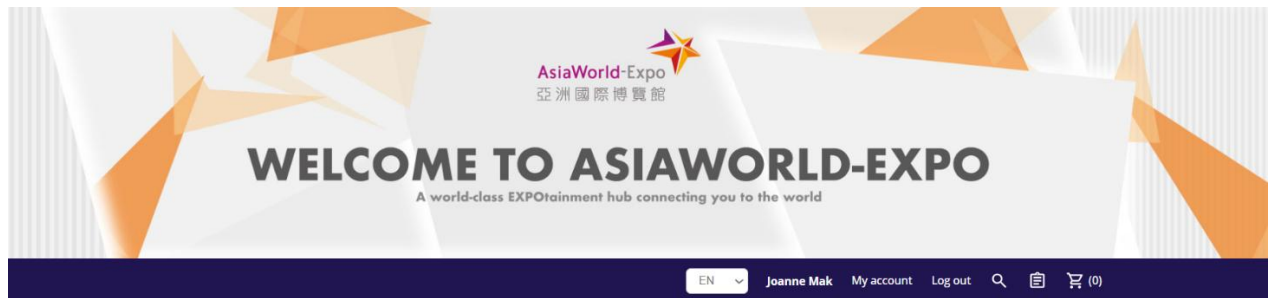 AsiaWorld-Expo
亞洲國際博覽館
WELCOME TO ASIAWORLD-EXPO
A world-class EXPOtainment hub connecting you to the world
EN Joanne Mak My account Log out (0)